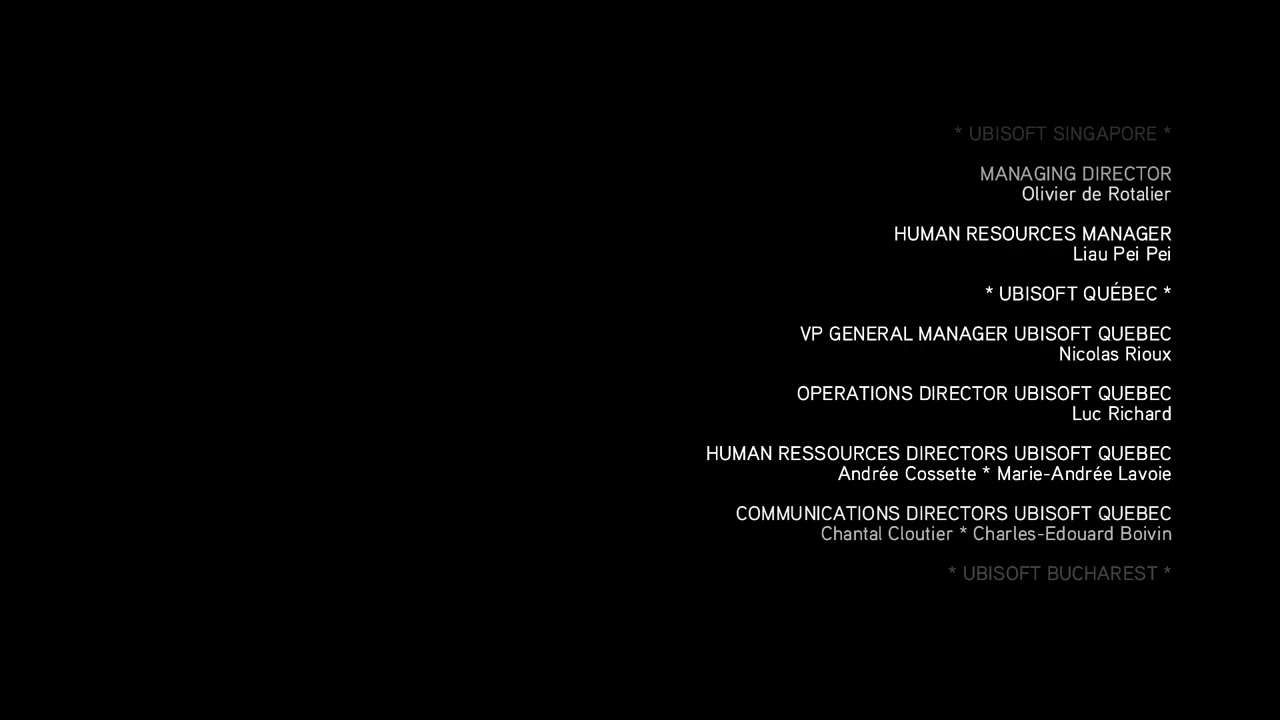 * UBISOFT SINGAPORE *
MANAGING DIRECTOR
Olivier de Rotalier
HUMAN RESOURCES MANAGER
Liau Pei Pei
* UBISOFT QUÉBEC *
VP GENERAL MANAGER UBISOFT QUEBEC
Nicolas Rioux
OPERATIONS DIRECTOR UBISOFT QUEBEC
Luc Richard
HUMAN RESSOURCES DIRECTORS UBISOFT QUEBEC
Andrée Cossette * Marie-Andrée Lavoie
COMMUNICATIONS DIRECTORS UBISOFT QUEBEC
Chantal Cloutier * Charles-Edouard Boivin
* UBISOFT BUCHAREST *